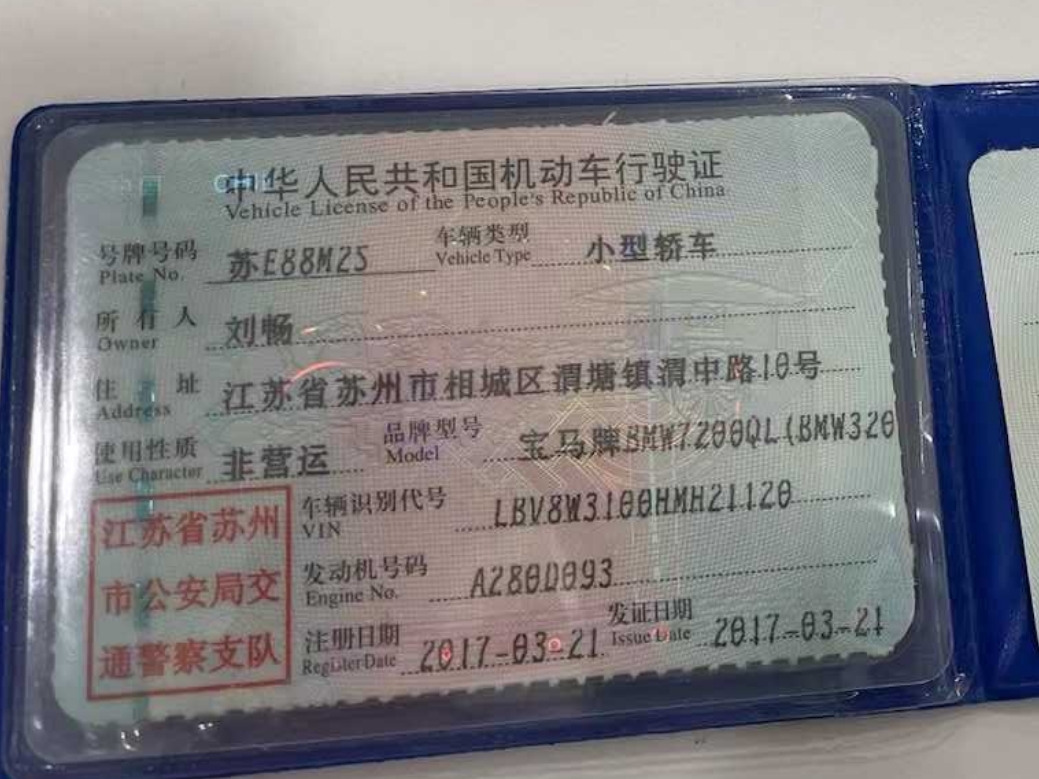 中华人民共和国机动车行驶证
Vehicle License of the People's Republic of China
号牌号码 苏E88M25 车辆类型 小型轿车
Plate No. Vehicle Type
所有人 刘畅
Owner
住址 江苏省苏州市相城区渭塘镇渭中路10号
Address
使用性质 非营运 品牌型号 宝马牌BMW7200QL(BMW320
Use Character Model
江苏省苏州
市公安局交
通警察支队
车辆识别代号 LBV8W3100HMH21120
VIN
发动机号码 A280D093
Engine No.
注册日期 2017-03-21 发证日期 2017-03-21
Register Date Issue Date